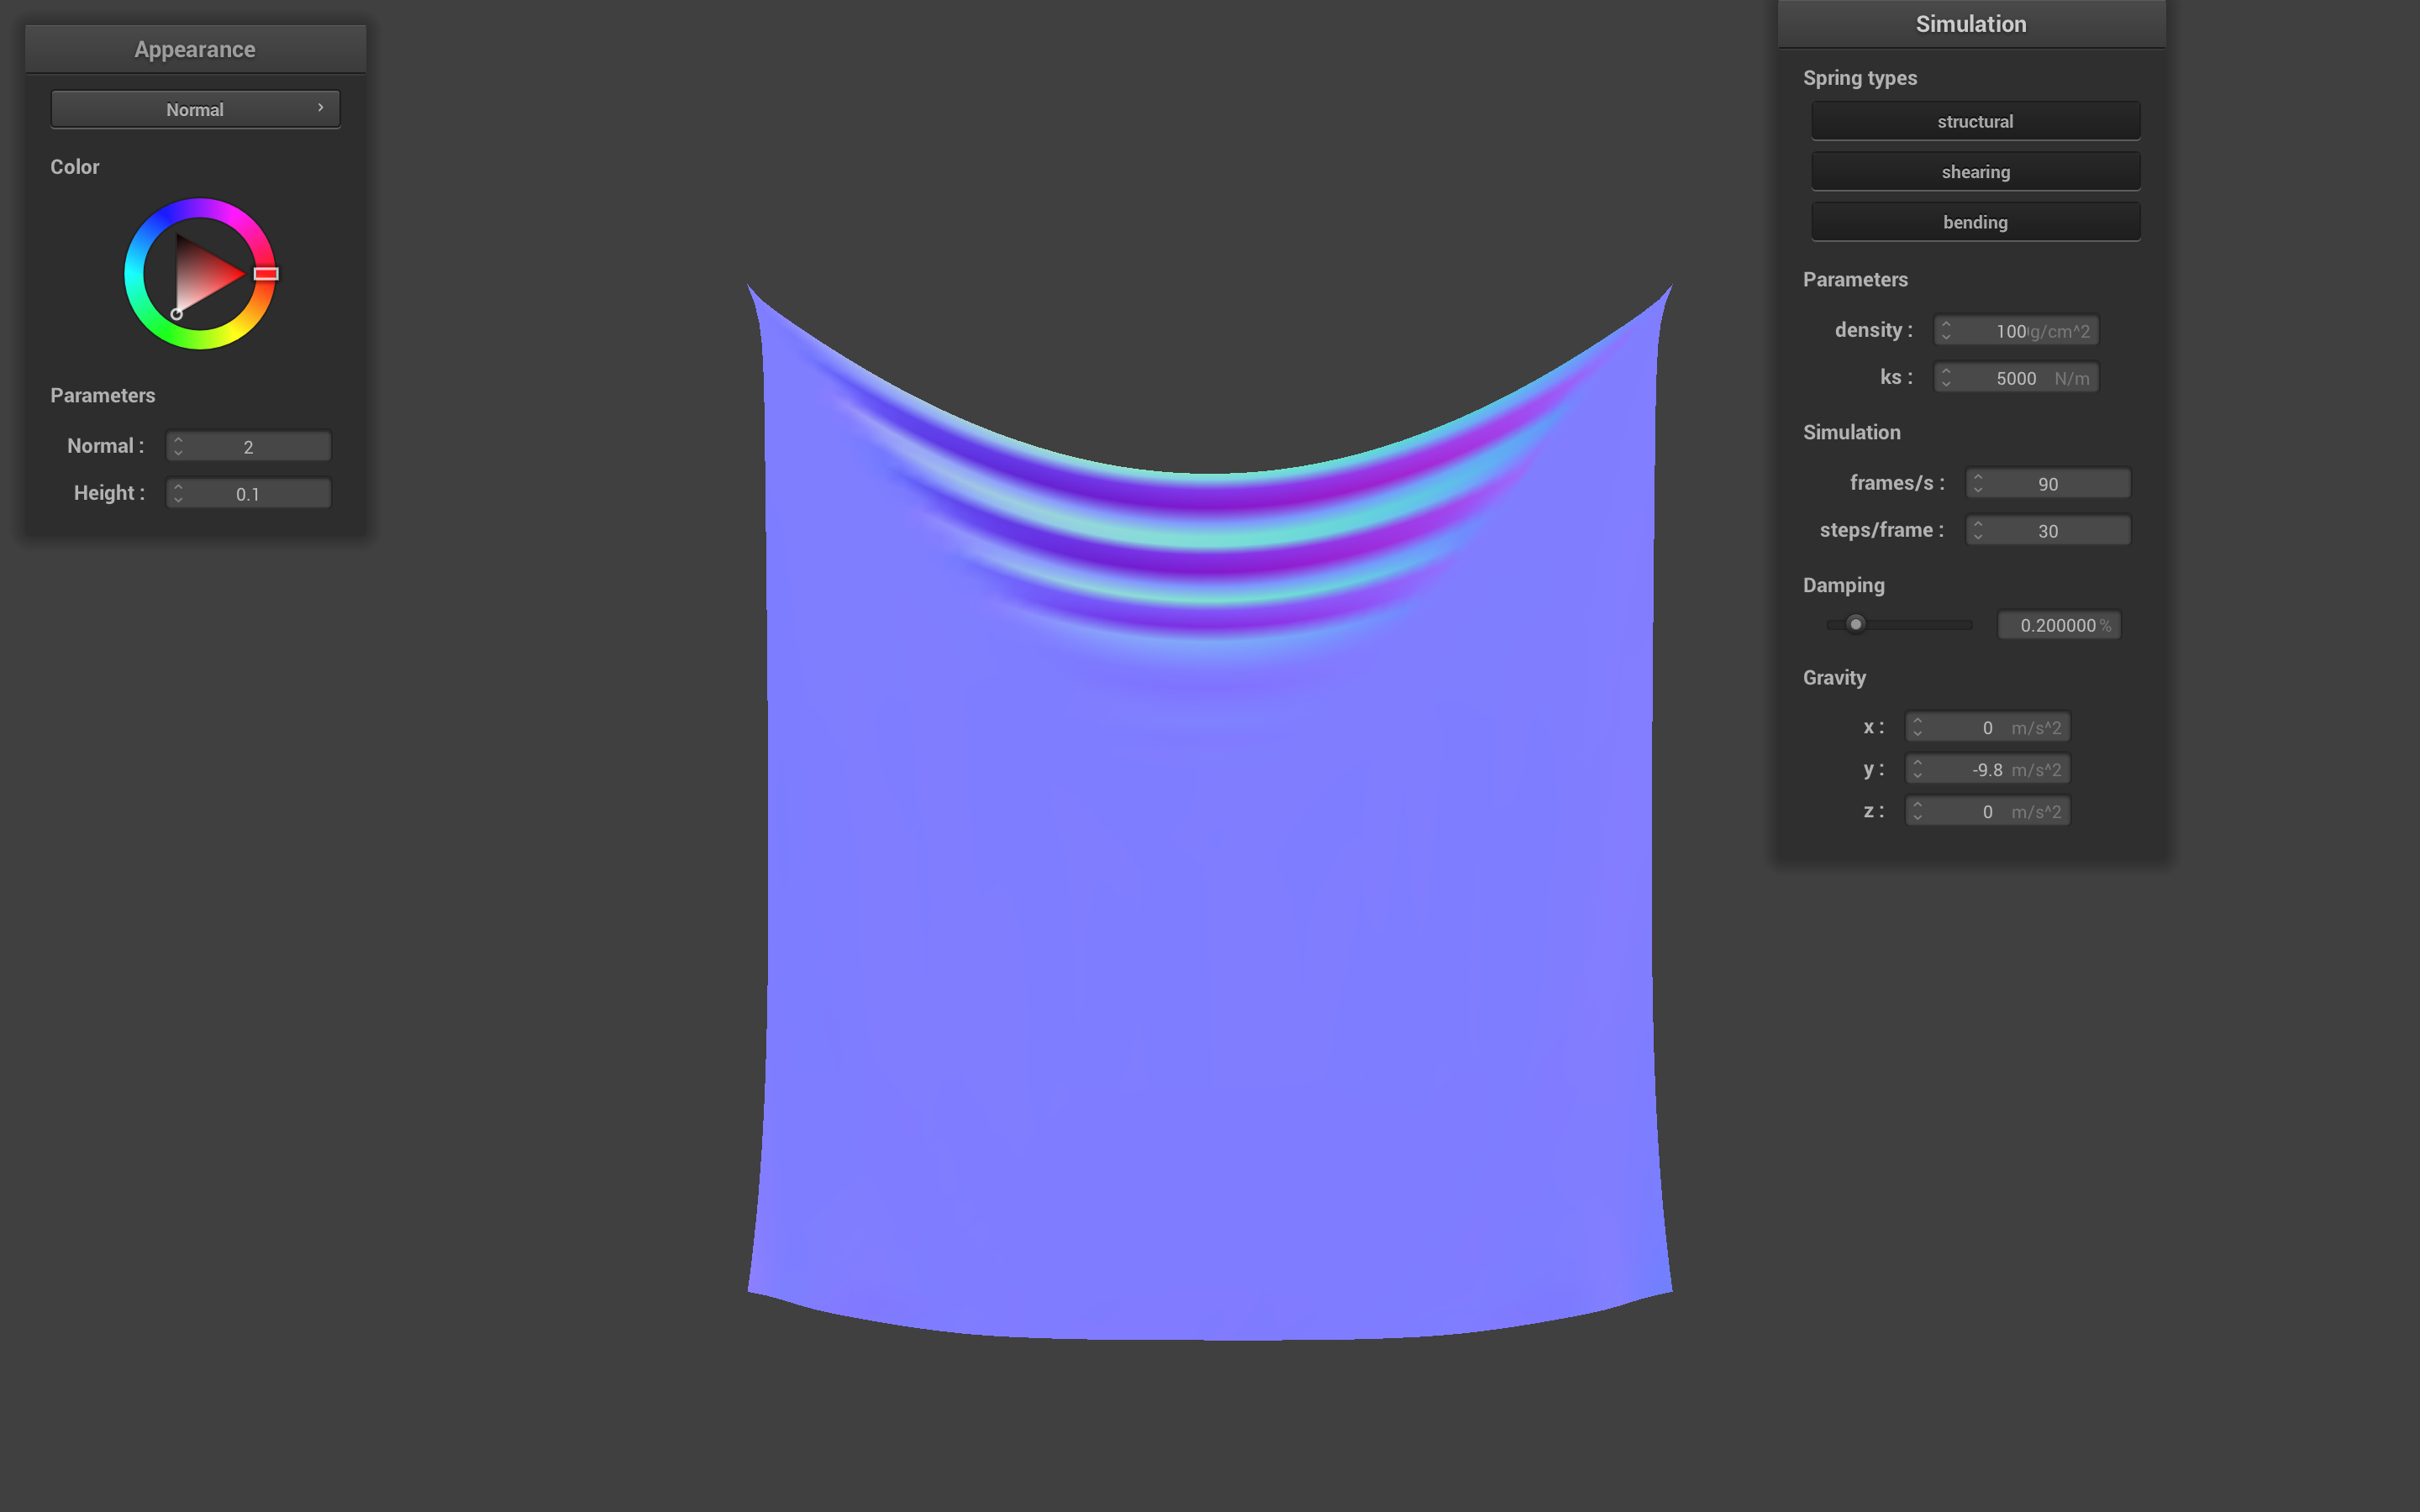 Appearance
Normal
Color
Parameters
Normal : 2
Height : 0.1
Simulation
Spring types
structural
shearing
bending
Parameters
density : 100 g/cm^2
ks : 5000 N/m
Simulation
frames/s : 90
steps/frame : 30
Damping
0.200000 %
Gravity
x : 0 m/s^2
y : -9.8 m/s^2
z : 0 m/s^2